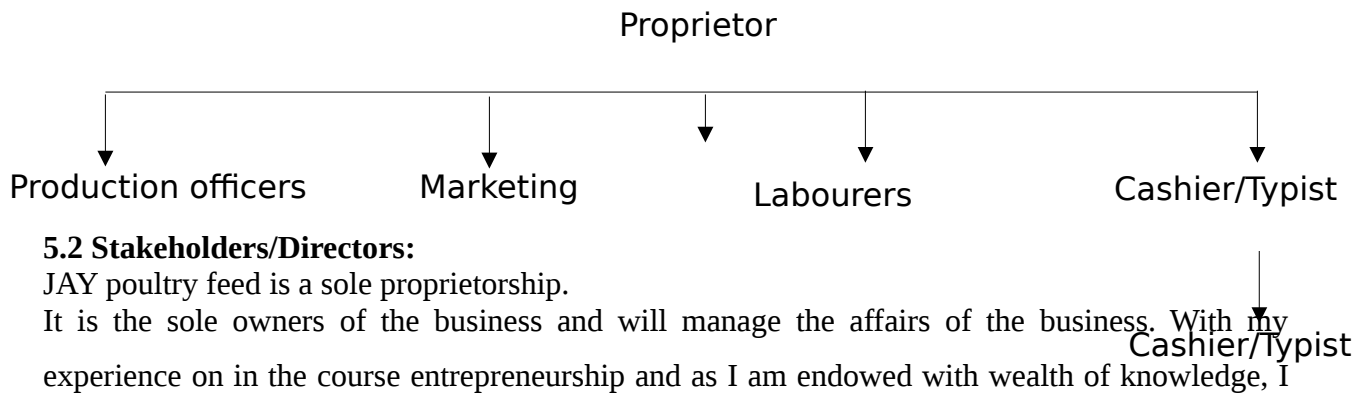 Proprietor
Production officers Marketing Labourers Cashier/Typist
5.2 Stakeholders/Directors:
JAY poultry feed is a sole proprietorship.
It is the sole owners of the business and will manage the affairs of the business. With my
Cashier/Typist
experience on in the course entrepreneurship and as I am endowed with wealth of knowledge, I